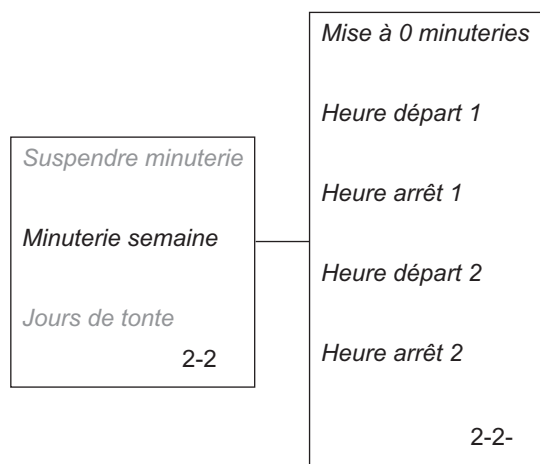 Suspendre minuterie
Minuterie semaine
Jours de tonte
2-2
Mise à 0 minuteries
Heure départ 1
Heure arrêt 1
Heure départ 2
Heure arrêt 2
2-2-